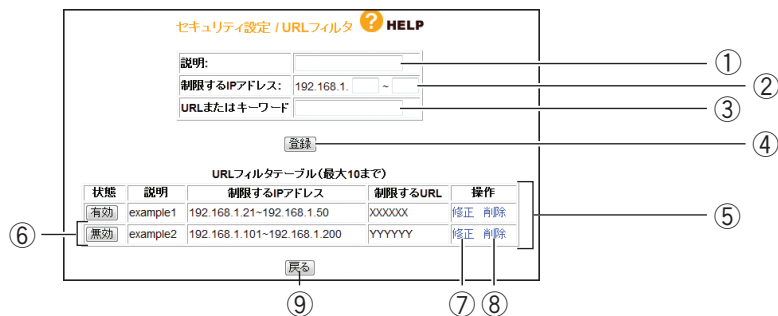 セキュリティ設定 / URLフィルタ ? HELP
説明: ①
制限するIPアドレス: 192.168.1. ~ ②
URLまたはキーワード ③
登録 ④
URLフィルタテーブル(最大10まで)
状態 説明 制限するIPアドレス 制限するURL 操作
有効 example1 192.168.1.21~192.168.1.50 XXXXXX 修正 削除 ⑤
⑥ 無効 example2 192.168.1.101~192.168.1.200 YYYYYY 修正 削除
戻る
⑨ ⑦ ⑧